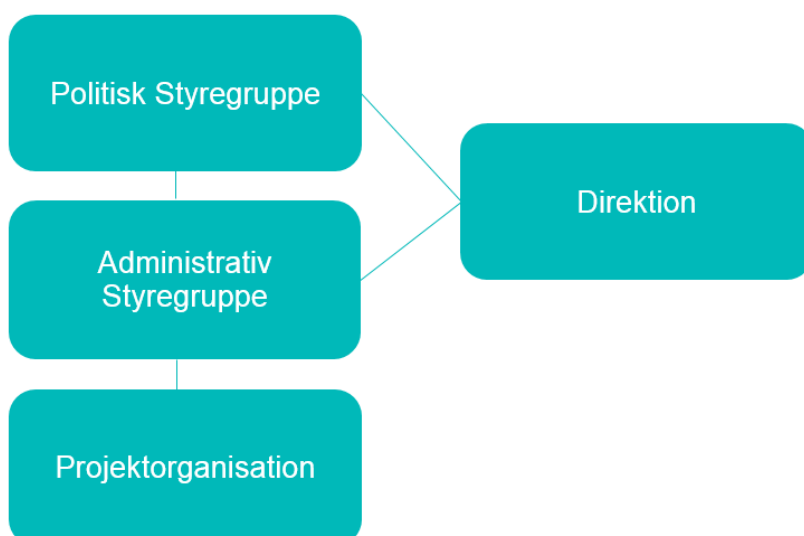 Politisk Styregruppe
Direktion
Administrativ
Styregruppe
Projektorganisation